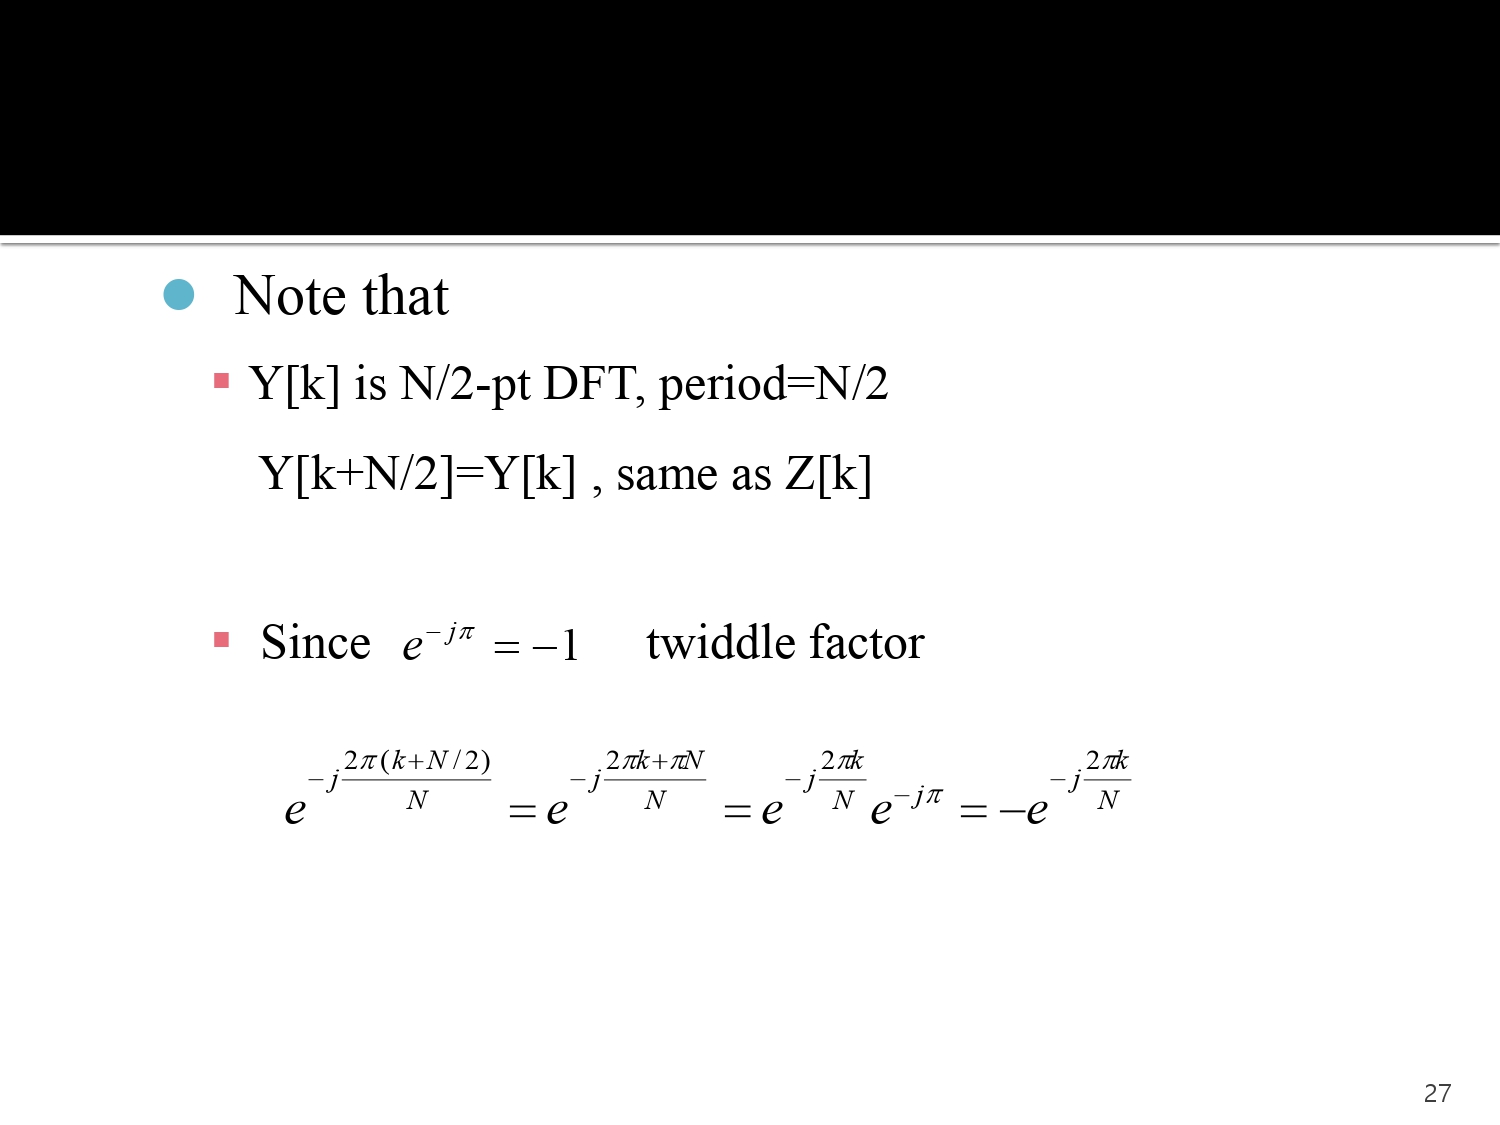 Note that
Y[k] is N/2-pt DFT, period=N/2
Y[k+N/2]=Y[k] , same as Z[k]
Since $e^{-j\pi} = -1$ twiddle factor
$e^{-j\frac{2\pi(k+N/2)}{N}} = e^{-j\frac{2\pi k+\pi N}{N}} = e^{-j\frac{2\pi k}{N}} e^{-j\pi} = -e^{-j\frac{2\pi k}{N}}$
27